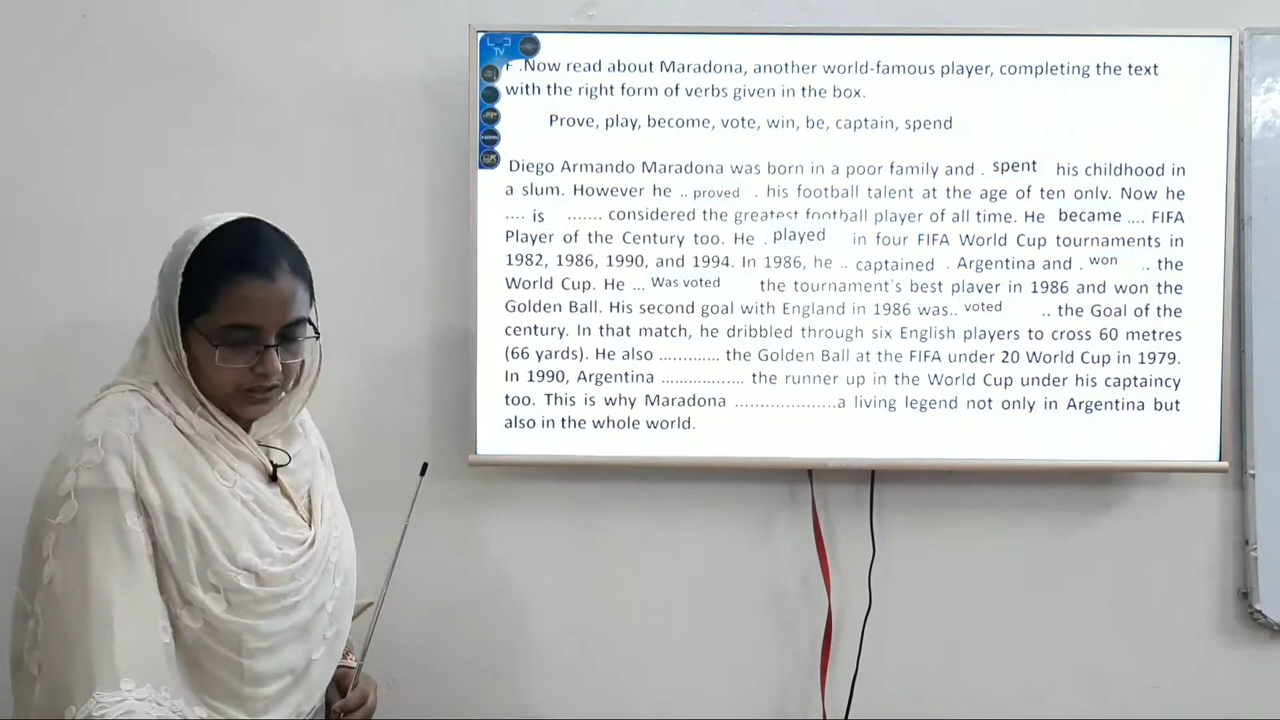 TV
F .Now read about Maradona, another world-famous player, completing the text
with the right form of verbs given in the box.
Prove, play, become, vote, win, be, captain, spend
Diego Armando Maradona was born in a poor family and . spent his childhood in
a slum. However he .. proved . his football talent at the age of ten only. Now he
.... is ....... considered the greatest football player of all time. He became .... FIFA
Player of the Century too. He . played in four FIFA World Cup tournaments in
1982, 1986, 1990, and 1994. In 1986, he .. captained . Argentina and . won .. the
World Cup. He ... Was voted the tournament's best player in 1986 and won the
Golden Ball. His second goal with England in 1986 was.. voted .. the Goal of the
century. In that match, he dribbled through six English players to cross 60 metres
(66 yards). He also ............ the Golden Ball at the FIFA under 20 World Cup in 1979.
In 1990, Argentina .................. the runner up in the World Cup under his captaincy
too. This is why Maradona .....................a living legend not only in Argentina but
also in the whole world.